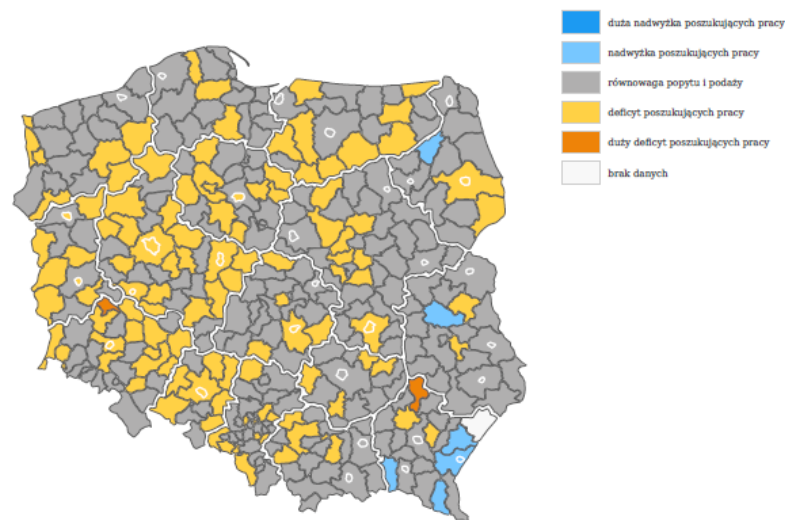 duża nadwyżka poszukujących pracy
nadwyżka poszukujących pracy
równowaga popytu i podaży
deficyt poszukujących pracy
duży deficyt poszukujących pracy
brak danych